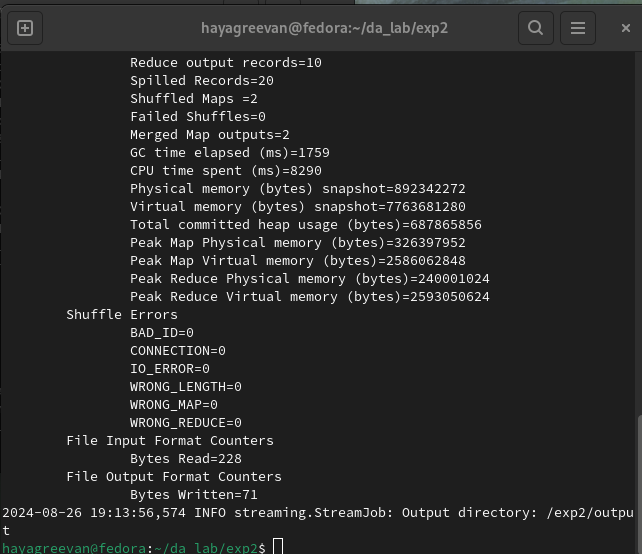 hayagreevan@fedora:~/da_lab/exp2
Reduce output records=10
Spilled Records=20
Shuffled Maps =2
Failed Shuffles=0
Merged Map outputs=2
GC time elapsed (ms)=1759
CPU time spent (ms)=8290
Physical memory (bytes) snapshot=892342272
Virtual memory (bytes) snapshot=7763681280
Total committed heap usage (bytes)=687865856
Peak Map Physical memory (bytes)=326397952
Peak Map Virtual memory (bytes)=2586062848
Peak Reduce Physical memory (bytes)=240001024
Peak Reduce Virtual memory (bytes)=2593050624
Shuffle Errors
BAD_ID=0
CONNECTION=0
IO_ERROR=0
WRONG_LENGTH=0
WRONG_MAP=0
WRONG_REDUCE=0
File Input Format Counters
Bytes Read=228
File Output Format Counters
Bytes Written=71
2024-08-26 19:13:56,574 INFO streaming.StreamJob: Output directory: /exp2/outpu
t
hayagreevan@fedora:~/da_lab/exp2$